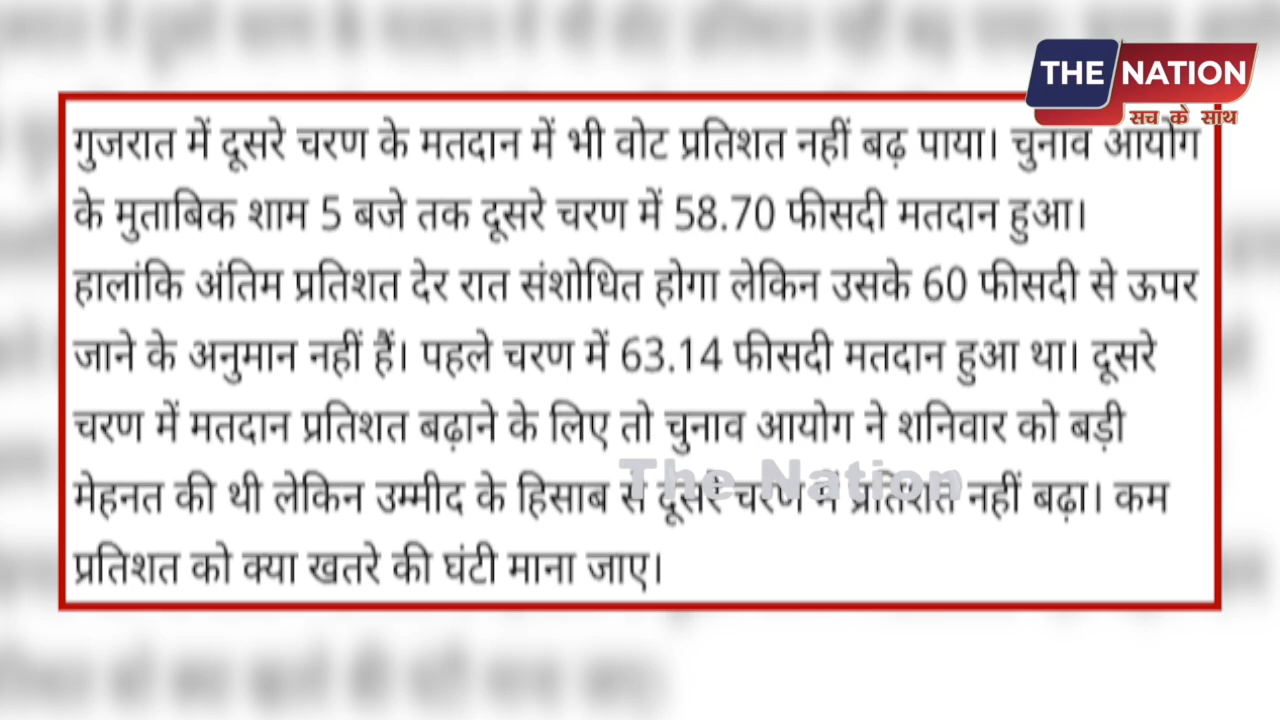 THE NATION
सच के साथ
गुजरात में दूसरे चरण के मतदान में भी वोट प्रतिशत नहीं बढ़ पाया। चुनाव आयोग
के मुताबिक शाम 5 बजे तक दूसरे चरण में 58.70 फीसदी मतदान हुआ।
हालांकि अंतिम प्रतिशत देर रात संशोधित होगा लेकिन उसके 60 फीसदी से ऊपर
जाने के अनुमान नहीं हैं। पहले चरण में 63.14 फीसदी मतदान हुआ था। दूसरे
चरण में मतदान प्रतिशत बढ़ाने के लिए तो चुनाव आयोग ने शनिवार को बड़ी
मेहनत की थी लेकिन उम्मीद के हिसाब से दूसरे चरण में प्रतिशत नहीं बढ़ा। कम
The Nation
प्रतिशत को क्या खतरे की घंटी माना जाए।